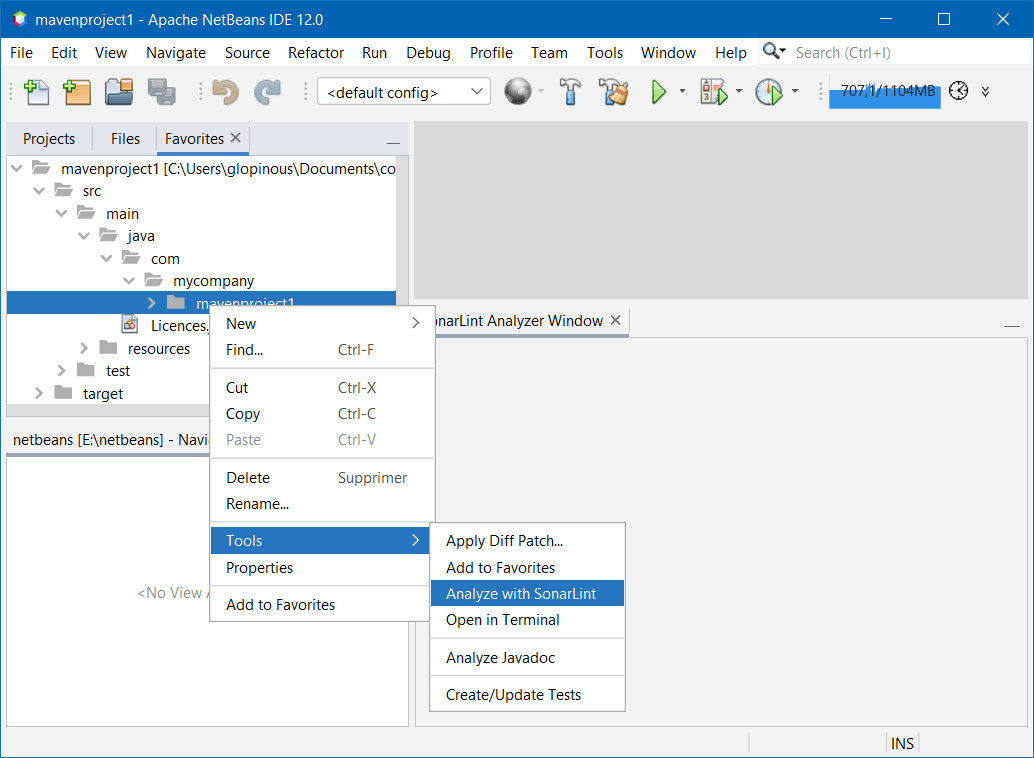 mavenproject1 - Apache NetBeans IDE 12.0
File Edit View Navigate Source Refactor Run Debug Profile Team Tools Window Help Search (Ctrl+I)
<default config> 707,1/1104MB
Projects Files Favorites
mavenproject1 [C:\Users\glopinous\Documents\co
src
main
java
com
mycompany
mavenproject1
Licences.
resources
test
target
netbeans [E:\netbeans] - Navi
<No View A
onarLint Analyzer Window
New
Find... Ctrl-F
Cut Ctrl-X
Copy Ctrl-C
Paste Ctrl-V
Delete Supprimer
Rename...
Tools
Properties
Add to Favorites
Apply Diff Patch...
Add to Favorites
Analyze with SonarLint
Open in Terminal
Analyze Javadoc
Create/Update Tests
INS